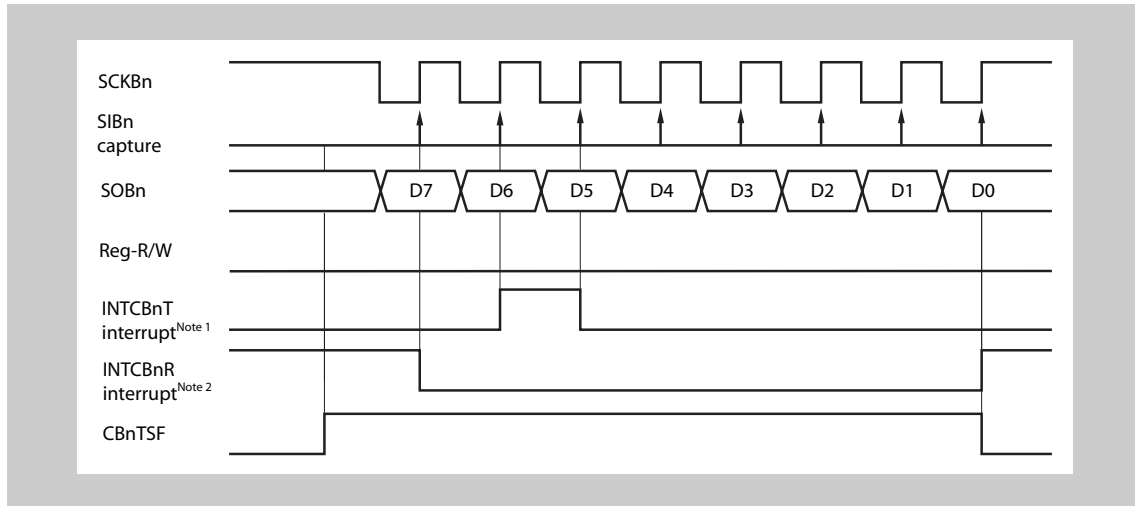 SCKBn
SIBn
capture
SOBn
D7 D6 D5 D4 D3 D2 D1 D0
Reg-R/W
INTCBnT
interruptNote 1
INTCBnR
interruptNote 2
CBnTSF